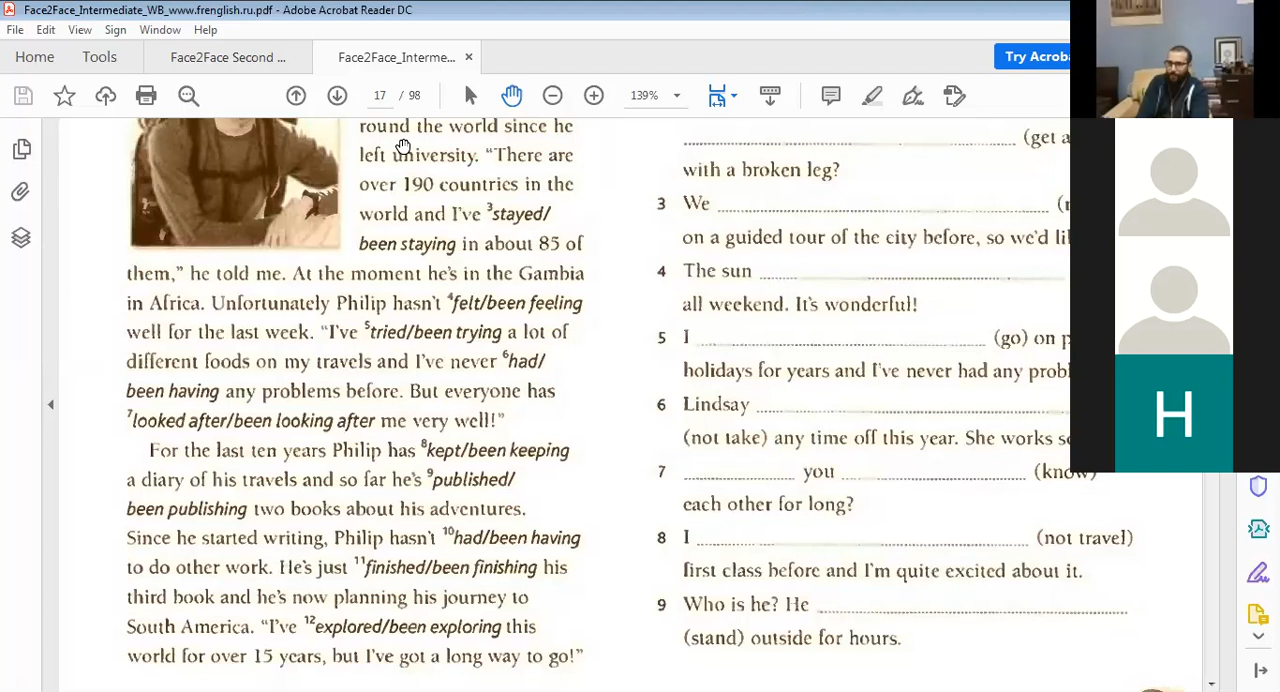 Face2Face_Intermediate_WB_www.frenglish.ru.pdf - Adobe Acrobat Reader DC
File Edit View Sign Window Help
Home Tools Face2Face Second ... Face2Face_Interme... × Try Acroba
17 / 98 139%
round the world since he
left university. “There are
over 190 countries in the
world and I’ve 3stayed/
been staying in about 85 of
them,” he told me. At the moment he’s in the Gambia
in Africa. Unfortunately Philip hasn’t 4felt/been feeling
well for the last week. “I’ve 5tried/been trying a lot of
different foods on my travels and I’ve never 6had/
been having any problems before. But everyone has
7looked after/been looking after me very well!”
For the last ten years Philip has 8kept/been keeping
a diary of his travels and so far he’s 9published/
been publishing two books about his adventures.
Since he started writing, Philip hasn’t 10had/been having
to do other work. He’s just 11finished/been finishing his
third book and he’s now planning his journey to
South America. “I’ve 12explored/been exploring this
world for over 15 years, but I’ve got a long way to go!”
(get a
with a broken leg?
3 We
on a guided tour of the city before, so we’d li
4 The sun
all weekend. It’s wonderful!
5 I (go) on p
holidays for years and I’ve never had any probl
6 Lindsay
(not take) any time off this year. She works s
7 you (know)
each other for long?
8 I (not travel)
first class before and I’m quite excited about it.
9 Who is he? He
(stand) outside for hours.
H